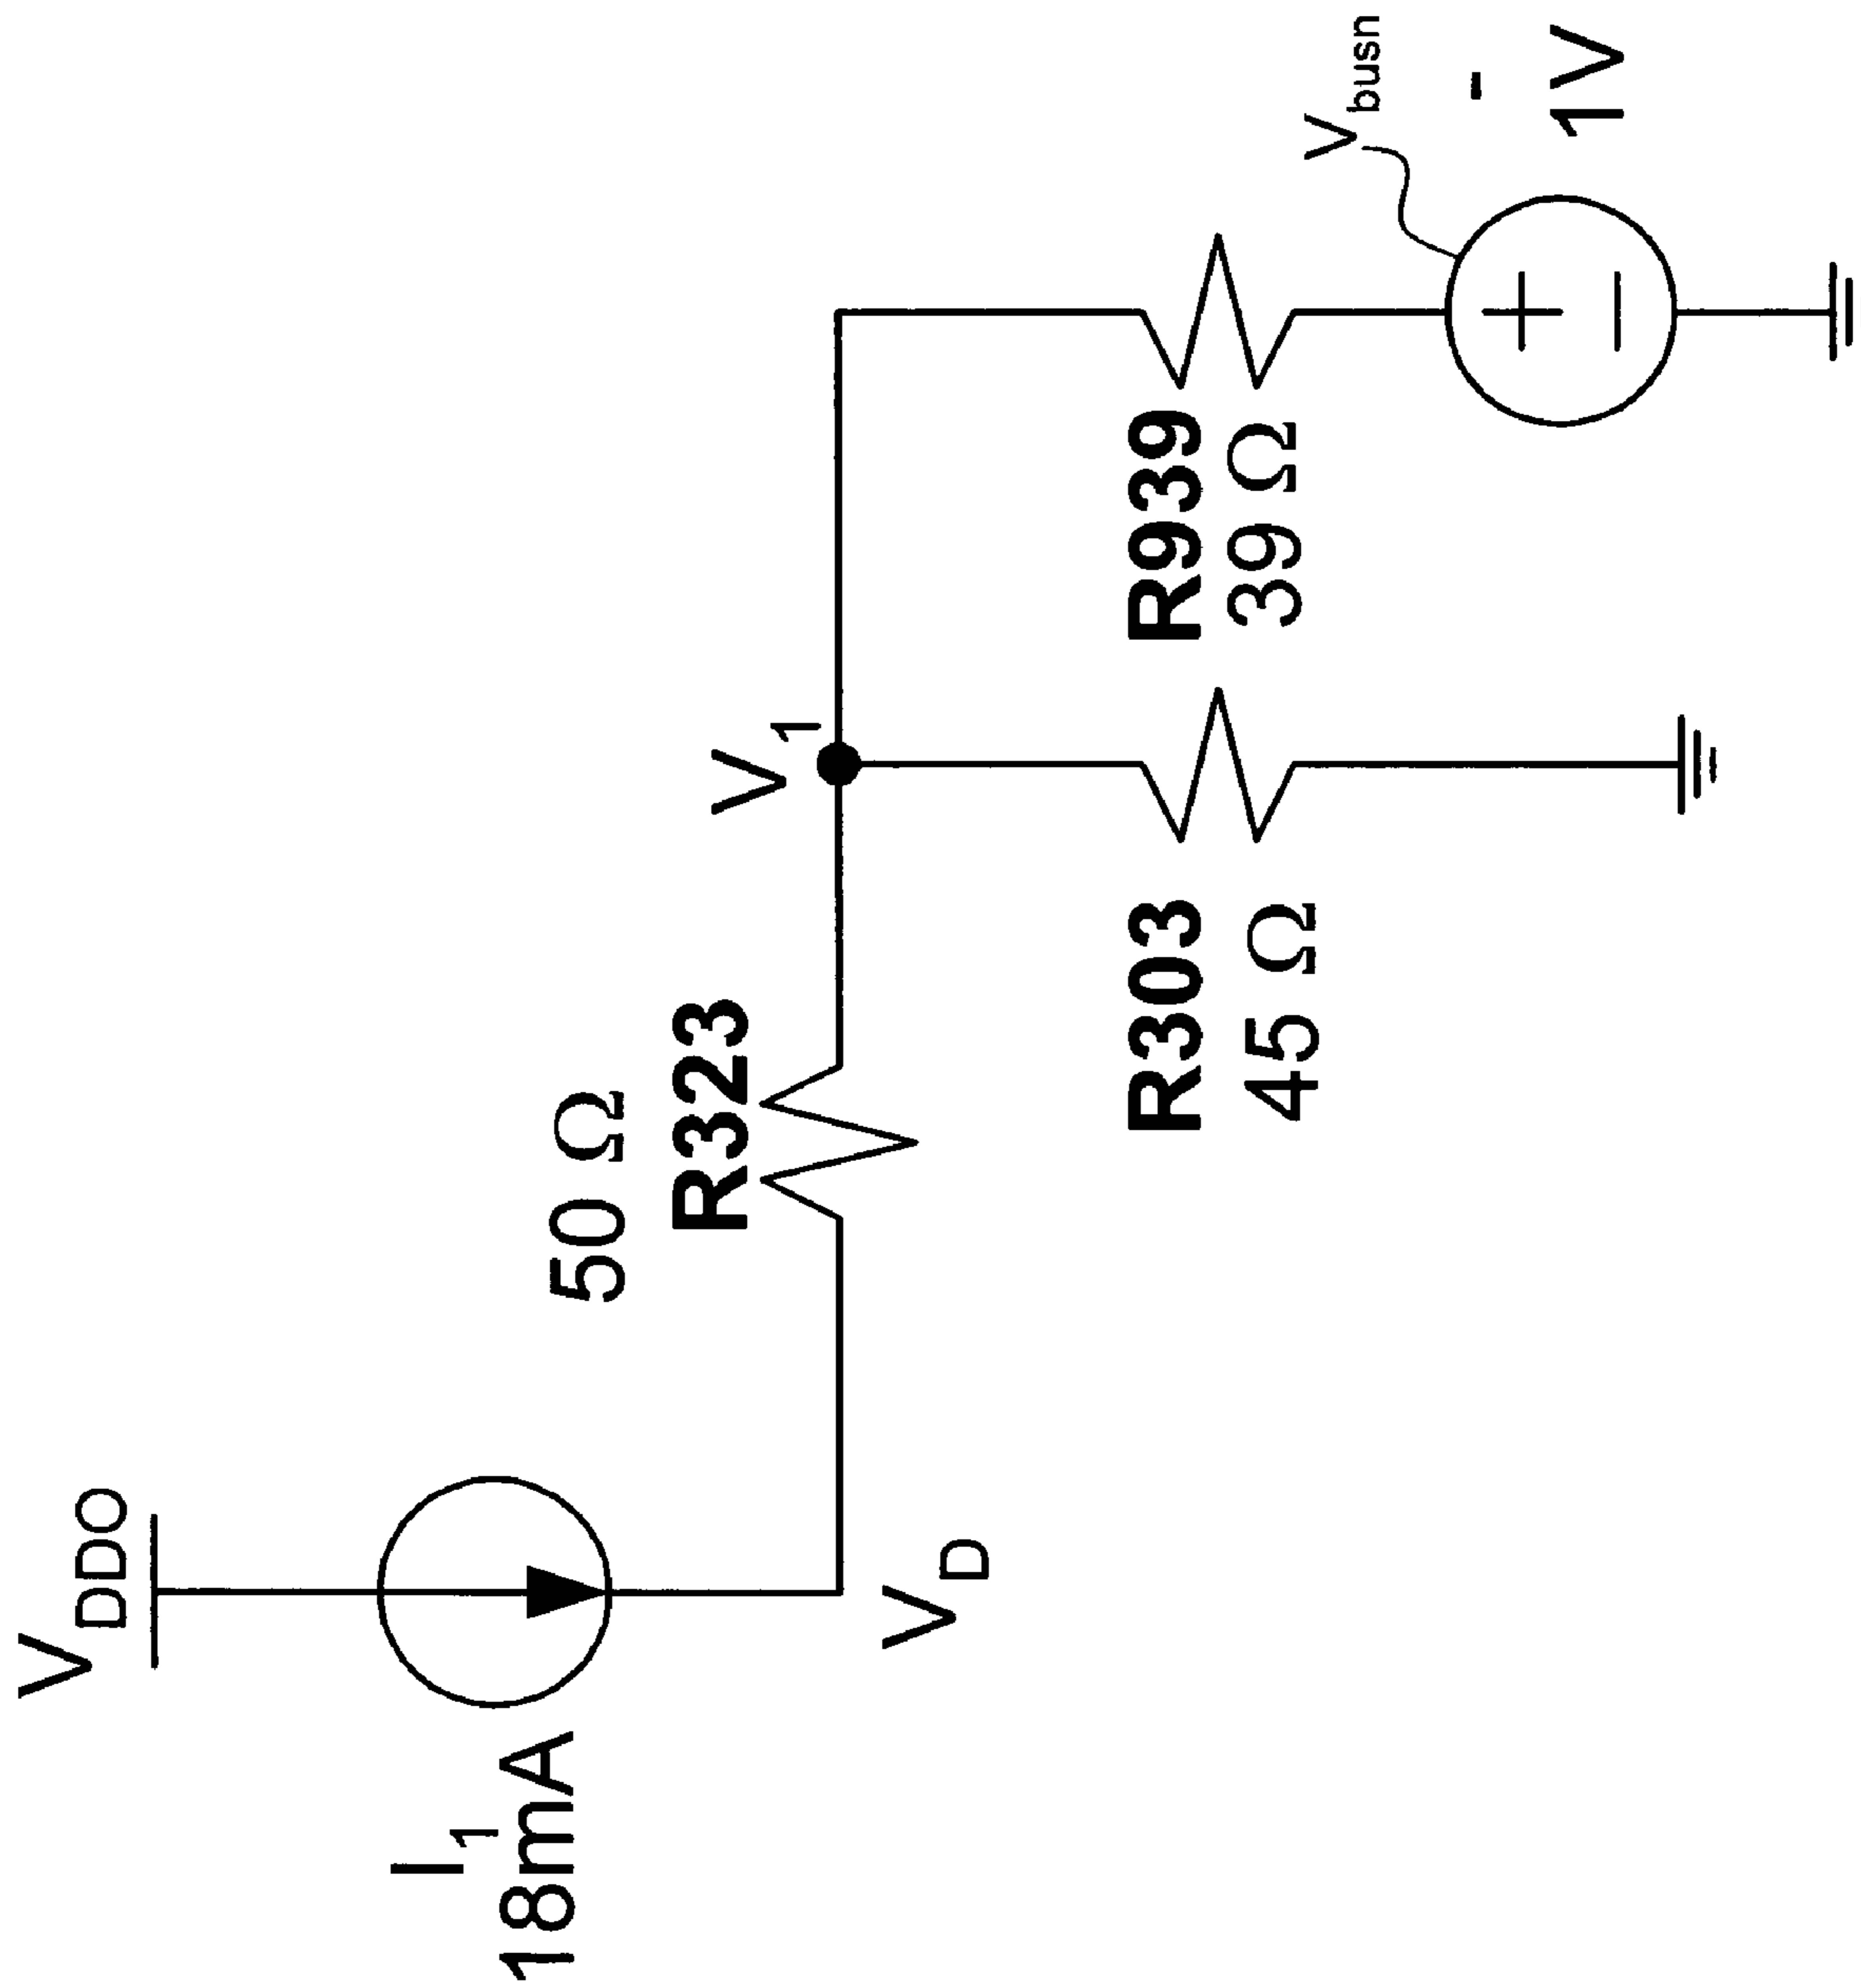 V_DDO
I_1
18mA
50 Ω
R323
V_1
V_D
R303
45 Ω
R939
39 Ω
V_busn
-
1V